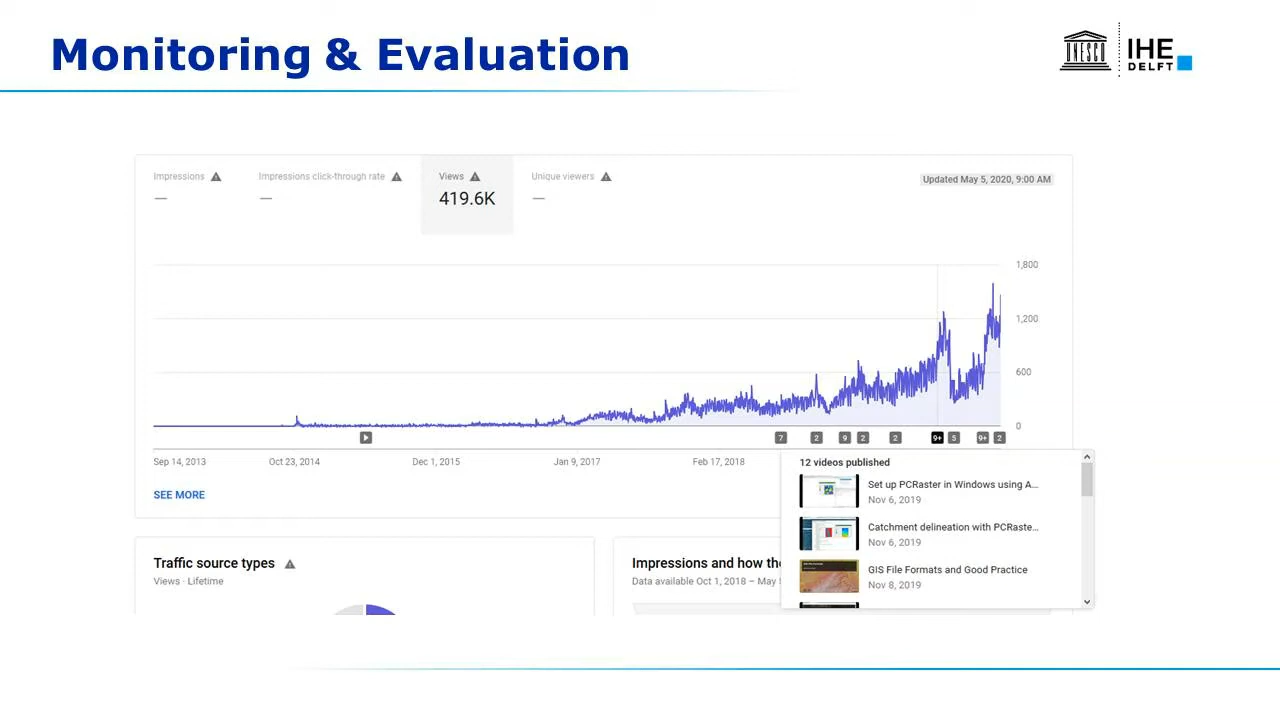 Monitoring & Evaluation
UNESCO
IHE
DELFT
Impressions
Impressions click-through rate
Views
Unique viewers
Updated May 5, 2020, 9:00 AM
—
—
419.6K
—
1,800
1,200
600
0
7
2
9
2
2
9+
5
9+
2
Sep 14, 2013
Oct 23, 2014
Dec 1, 2015
Jan 9, 2017
Feb 17, 2018
SEE MORE
12 videos published
Set up PCRaster in Windows using A...
Nov 6, 2019
Catchment delineation with PCRaste...
Nov 6, 2019
GIS File Formats and Good Practice
Nov 8, 2019
Traffic source types
Views · Lifetime
Impressions and how the
Data available Oct 1, 2018 – May